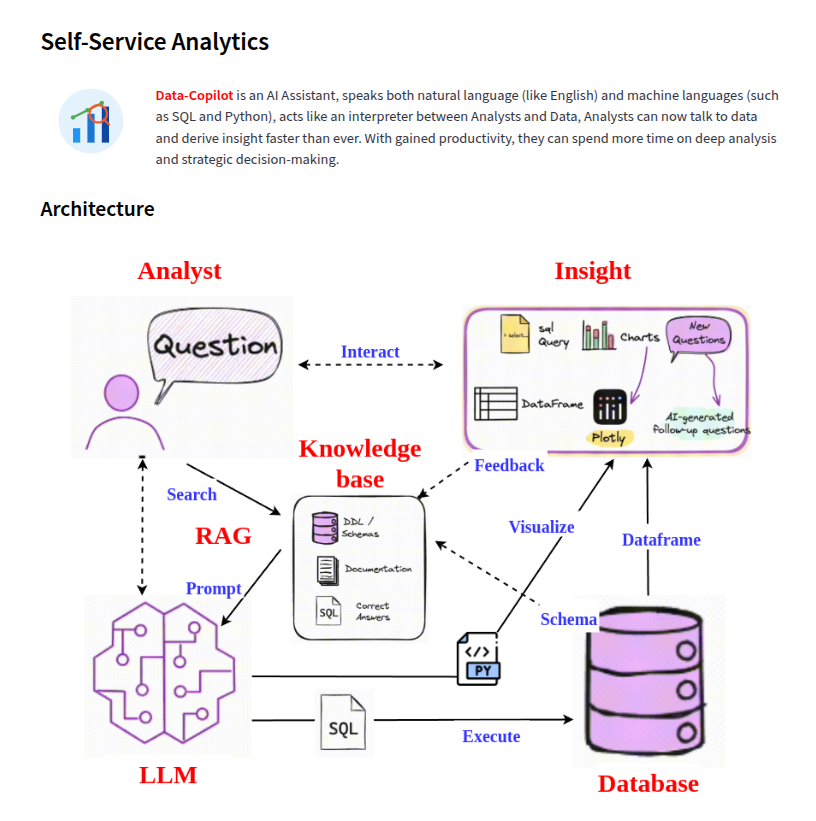 Self-Service Analytics
Data-Copilot is an AI Assistant, speaks both natural language (like English) and machine languages (such
as SQL and Python), acts like an interpreter between Analysts and Data, Analysts can now talk to data
and derive insight faster than ever. With gained productivity, they can spend more time on deep analysis
and strategic decision-making.
Architecture
Analyst
Insight
Question
Interact
> select..
sql
Query
Charts
New
Questions
DataFrame
Plotly
AI-generated
follow-up questions
Knowledge
base
Feedback
Search
RAG
Prompt
DDL /
Schemas
Documentation
SQL
Correct
Answers
Visualize
Dataframe
Schema
</>
PY
SQL
Execute
LLM
Database